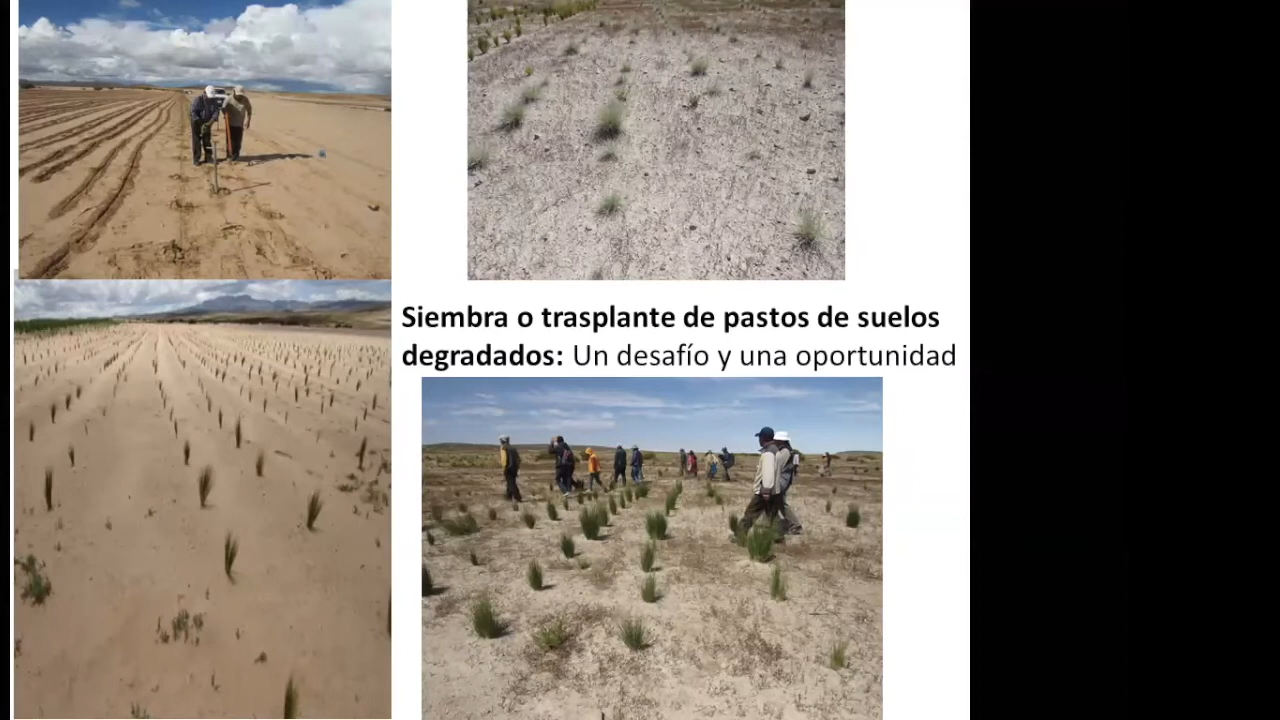 Siembra o trasplante de pastos de suelos
degradados: Un desafío y una oportunidad